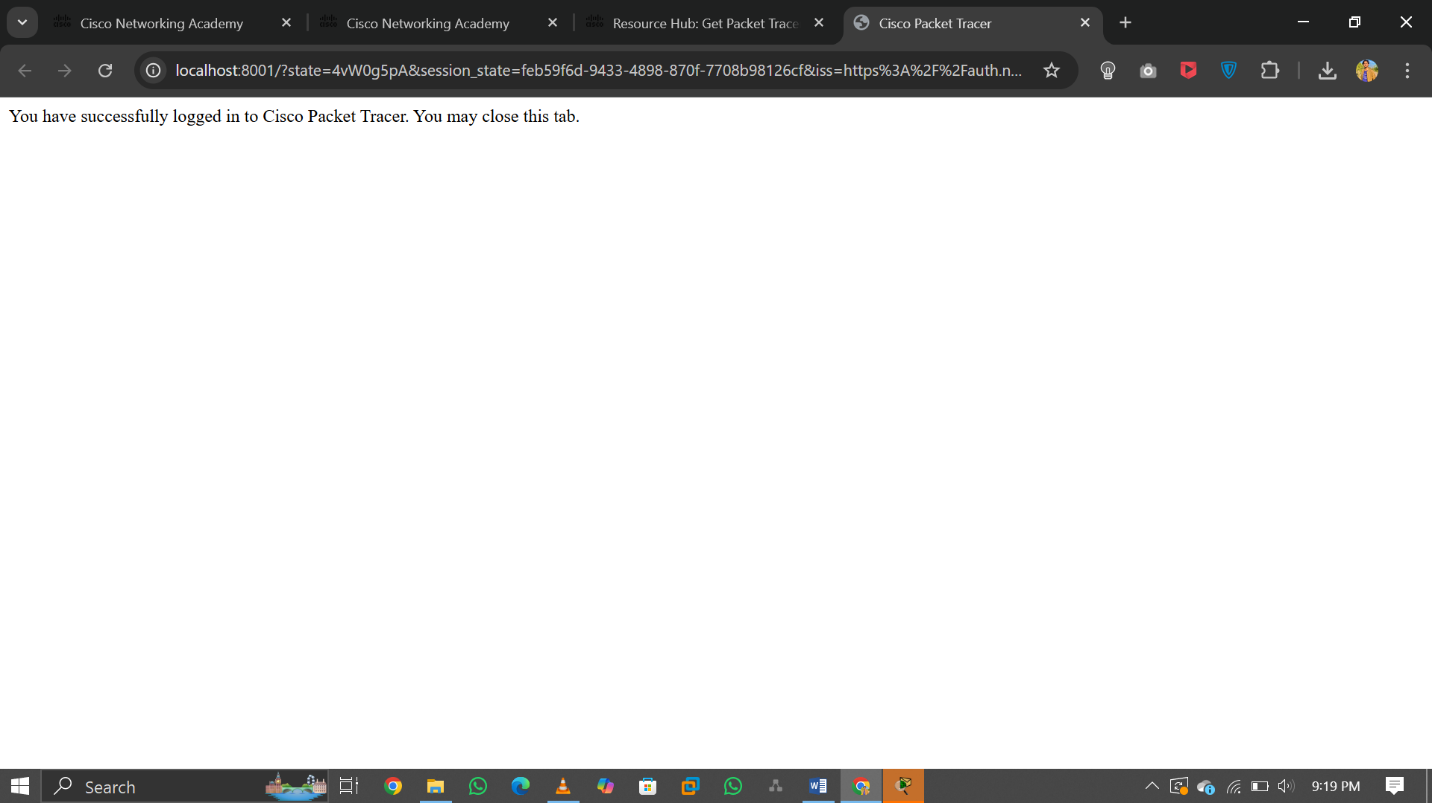 Cisco Networking Academy
Cisco Networking Academy
Resource Hub: Get Packet Trace
Cisco Packet Tracer
localhost:8001/?state=4vW0g5pA&session_state=feb59f6d-9433-4898-870f-7708b98126cf&iss=https%3A%2F%2Fauth.n...
You have successfully logged in to Cisco Packet Tracer. You may close this tab.
Search
9:19 PM